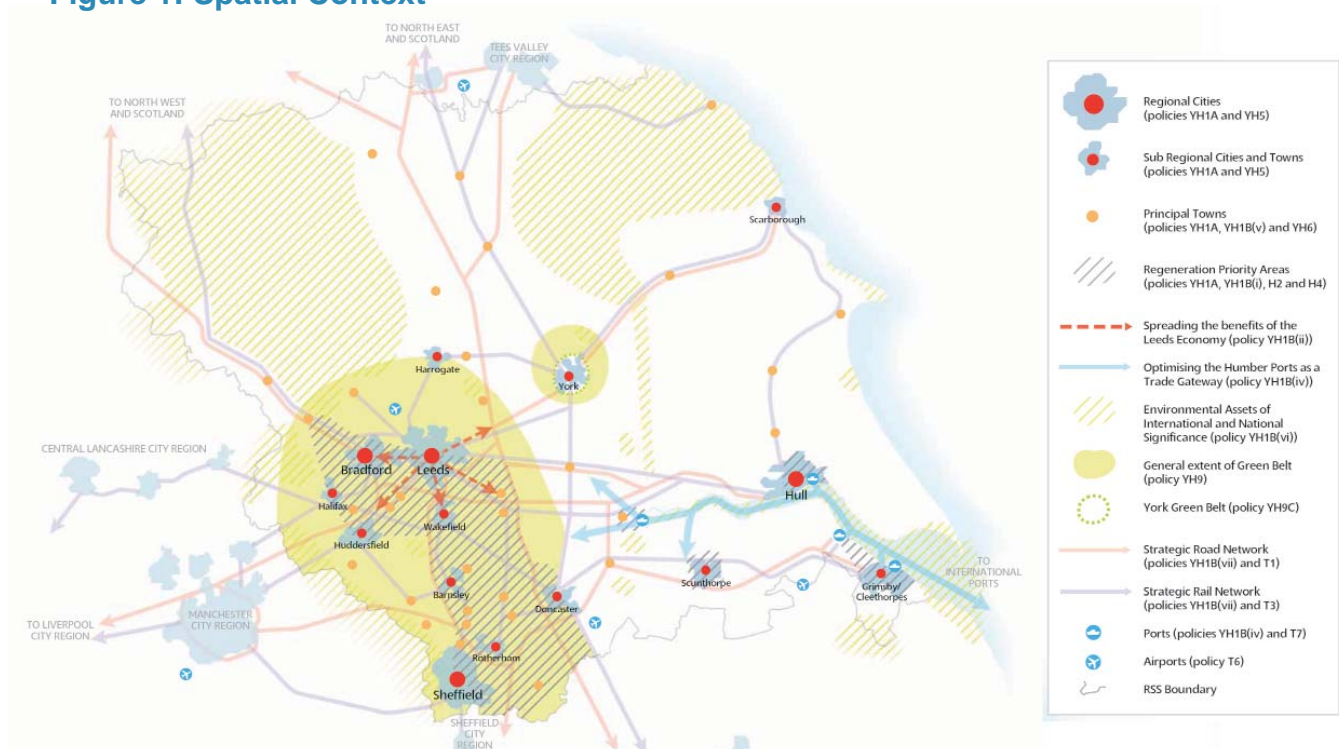 Figure 1: Spatial Context
TO NORTH EAST
AND SCOTLAND
TEES VALLEY
CITY REGION
TO NORTH WEST
AND SCOTLAND
Scarborough
Harrogate
York
CENTRAL LANCASHIRE CITY REGION
Bradford
Leeds
Halifax
Wakefield
Huddersfield
Hull
Barnsley
Doncaster
Scunthorpe
Grimsby/
Cleethorpes
TO
INTERNATIONAL
PORTS
MANCHESTER
CITY REGION
TO LIVERPOOL
CITY REGION
Rotherham
Sheffield
SHEFFIELD
CITY
REGION
Regional Cities
(policies YH1A and YH5)
Sub Regional Cities and Towns
(policies YH1A and YH5)
Principal Towns
(policies YH1A, YH1B(v) and YH6)
Regeneration Priority Areas
(policies YH1A, YH1B(i), H2 and H4)
Spreading the benefits of the
Leeds Economy (policy YH1B(ii))
Optimising the Humber Ports as a
Trade Gateway (policy YH1B(iv))
Environmental Assets of
International and National
Significance (policy YH1B(vi))
General extent of Green Belt
(policy YH9)
York Green Belt (policy YH9C)
Strategic Road Network
(policies YH1B(vii) and T1)
Strategic Rail Network
(policies YH1B(vii) and T3)
Ports (policies YH1B(iv) and T7)
Airports (policy T6)
RSS Boundary